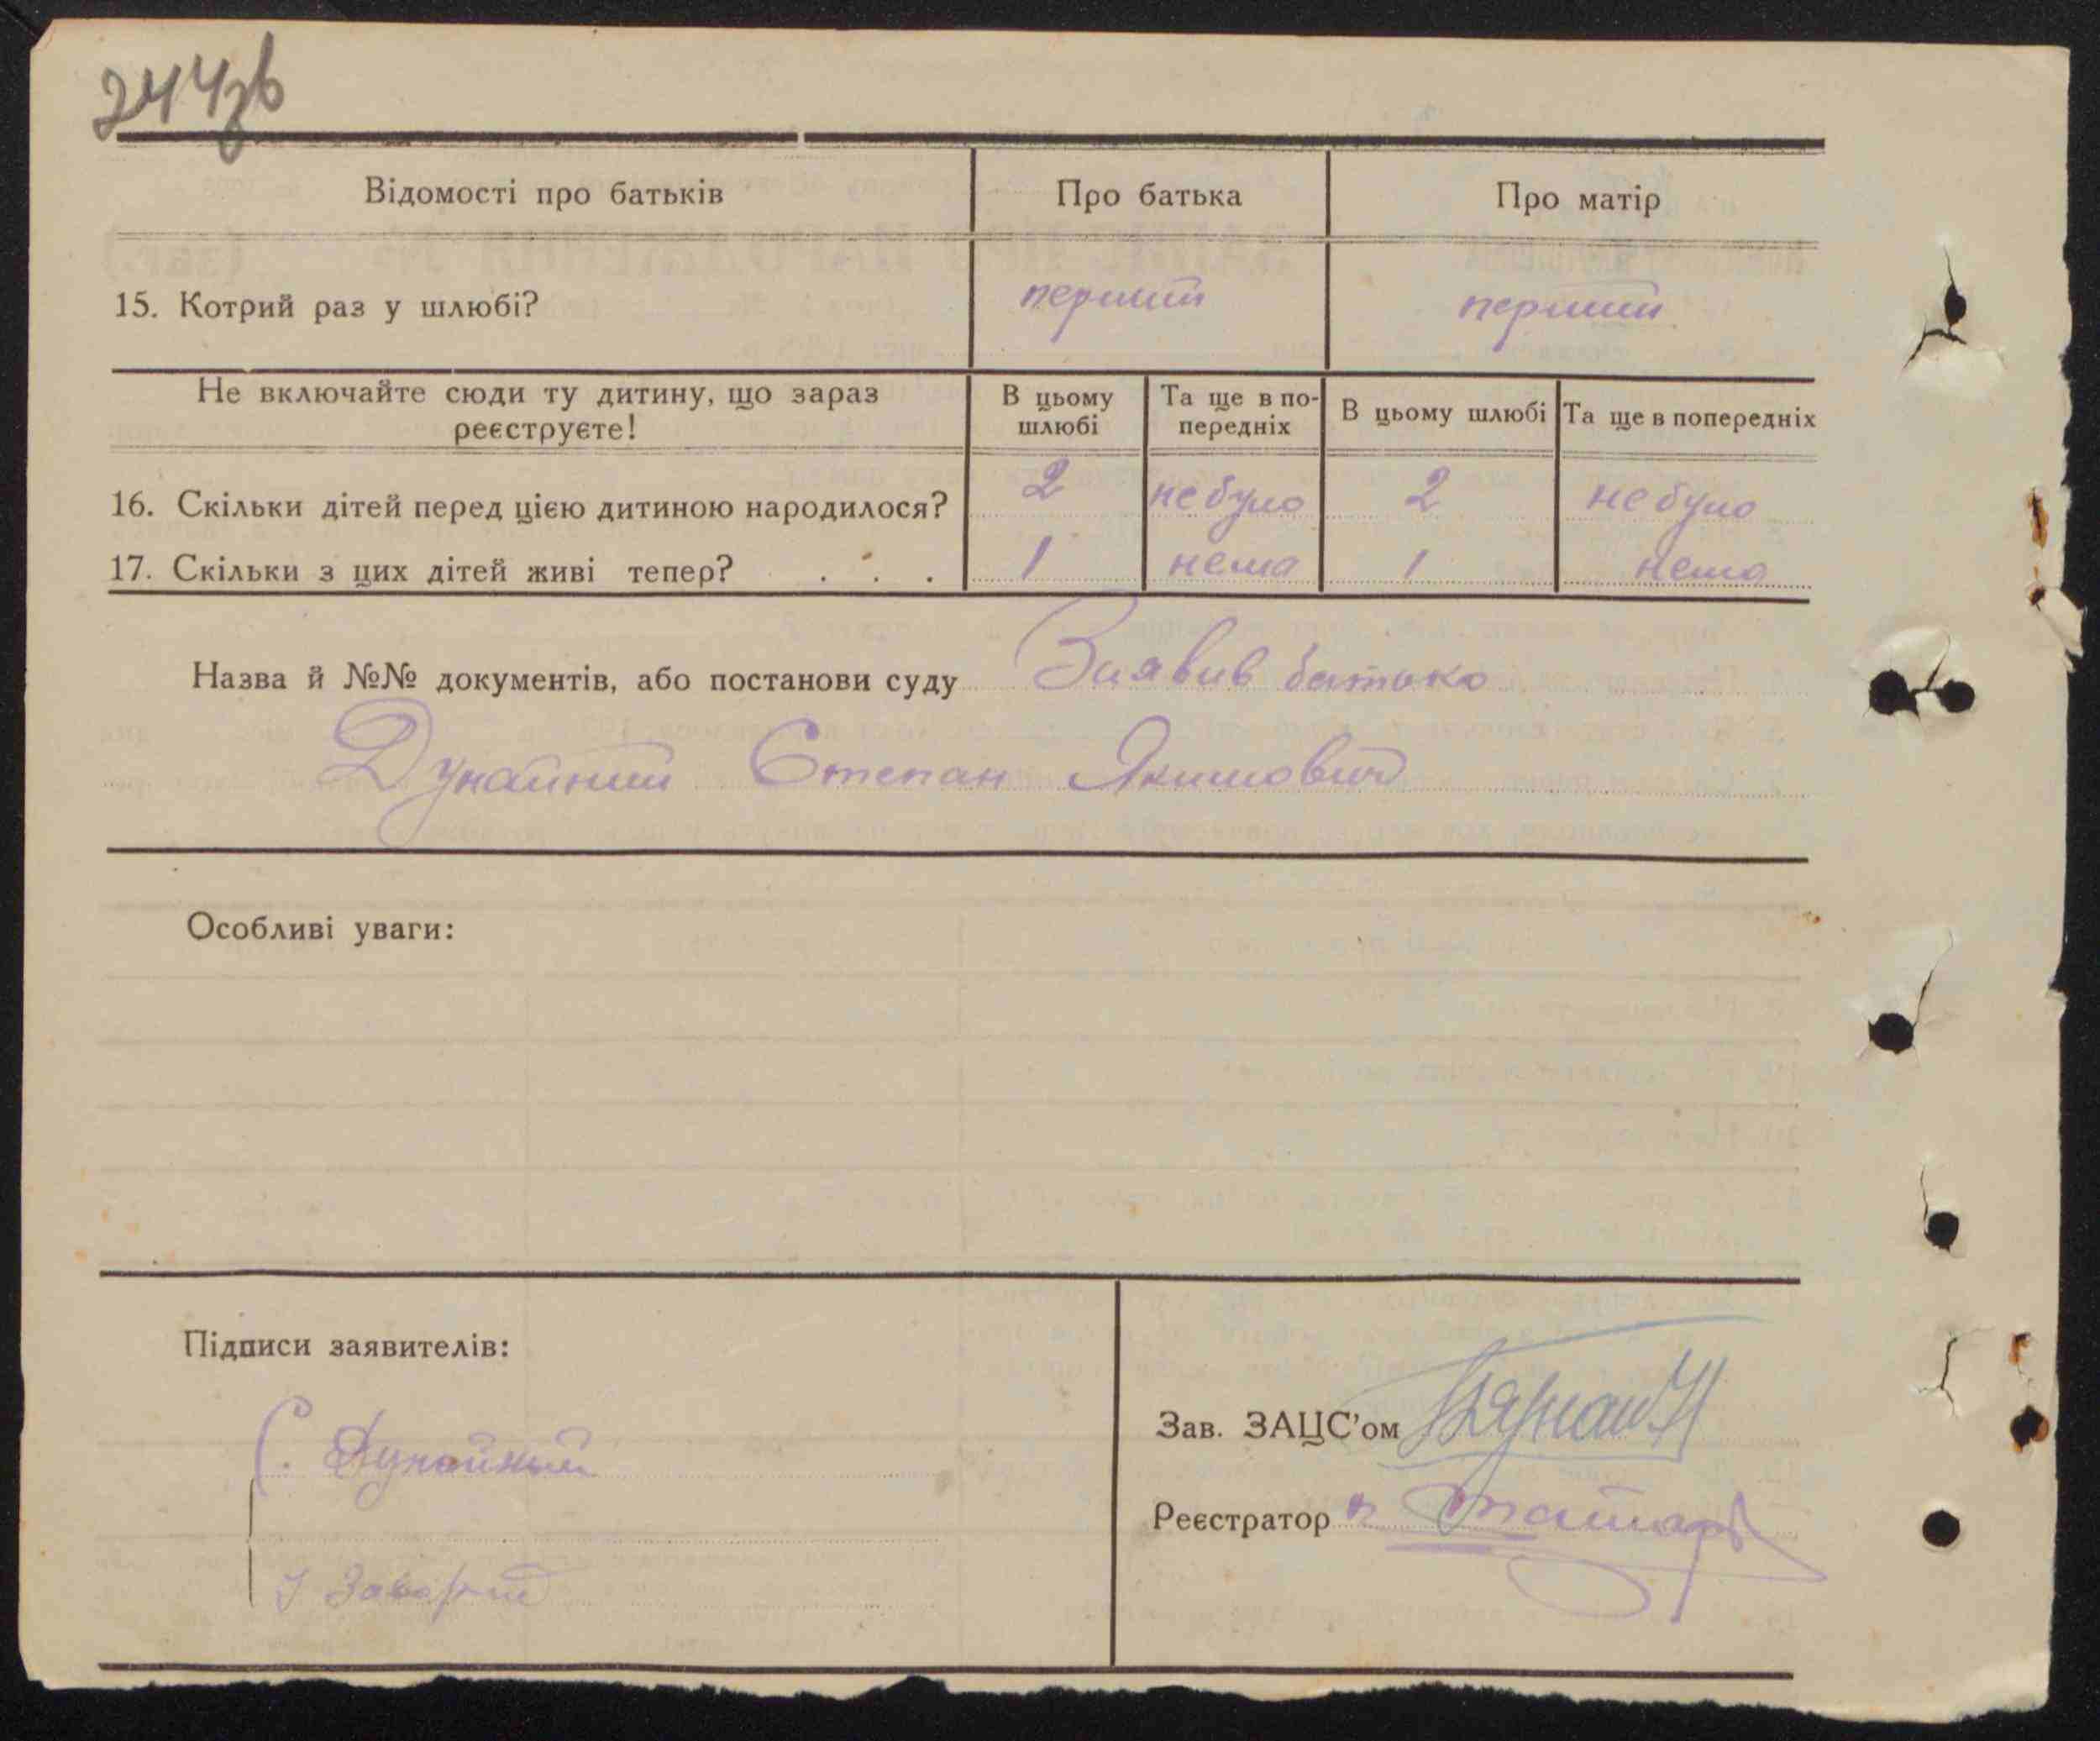 244зв
Відомості про батьків Про батька Про матір
15. Котрий раз у шлюбі? перший перший
Не включайте сюди ту дитину, що зараз реєструєте! В цьому шлюбі Та ще в попередніх В цьому шлюбі Та ще в попередніх
16. Скільки дітей перед цією дитиною народилося? 2 не було 2 не було
17. Скільки з цих дітей живі тепер? . . . 1 нема 1 нема
Назва й №№ документів, або постанови суду Заявив батько
Дунайний Степан Якимович
Особливі уваги:
Підписи заявителів:
С. Дунайний
Зав. ЗАЦС'ом
Реєстратор